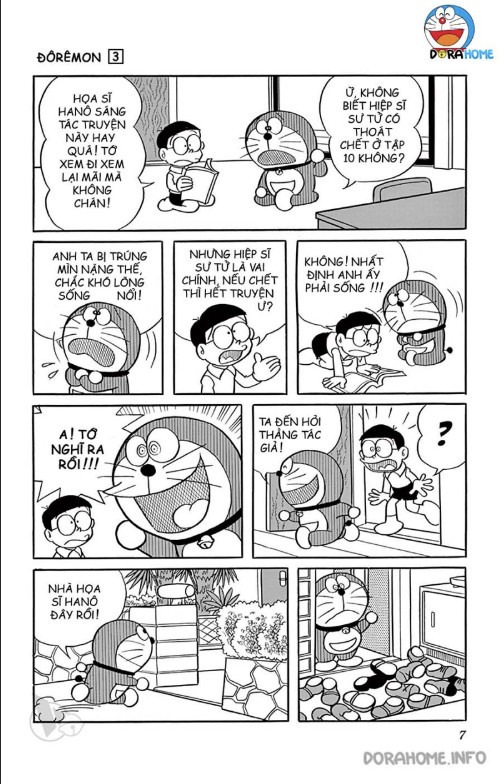 DORAHOME
ĐÔRÊMON 3
HỌA SĨ
HANÔ SÁNG
TÁC TRUYỆN
NÀY HAY
QUÁ! TỚ
XEM ĐI XEM
LẠI MÃI MÀ
KHÔNG
CHÁN!
Ừ, KHÔNG
BIẾT HIỆP SĨ
SƯ TỬ CÓ
THOÁT
CHẾT Ở TẬP
10 KHÔNG?
ANH TA BỊ TRÚNG
MÌN NẶNG THẾ,
CHẮC KHÓ LÒNG
SỐNG NỔI!
NHƯNG HIỆP SĨ
SƯ TỬ LÀ VAI
CHÍNH, NẾU CHẾT
THÌ HẾT TRUYỆN
Ư?
KHÔNG! NHẤT
ĐỊNH ANH ẤY
PHẢI SỐNG !!!
A! TỚ
NGHĨ RA
RỒI!!!
TA ĐẾN HỎI
THẰNG TÁC
GIẢ!
?
NHÀ HỌA
SĨ HANÔ
ĐÂY RỒI!
7
DORAHOME.INFO